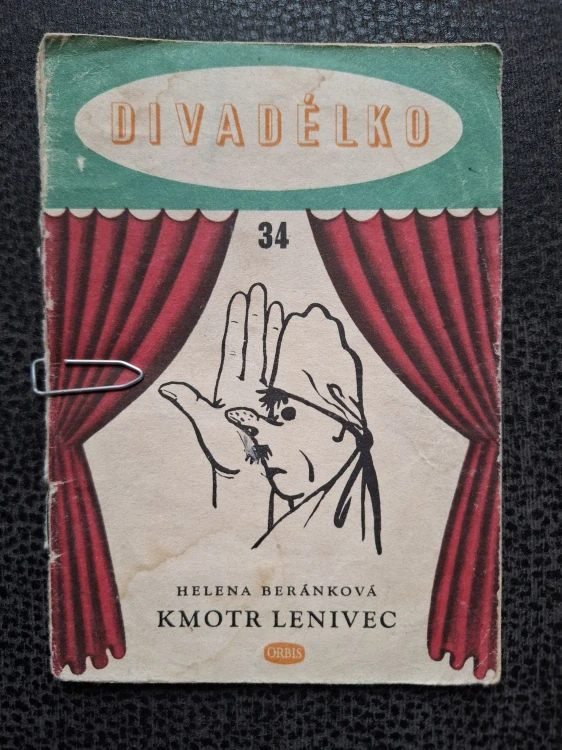 DIVADÉLKO
34
HELENA BERÁNKOVÁ
KMOTR LENIVEC
ORBIS